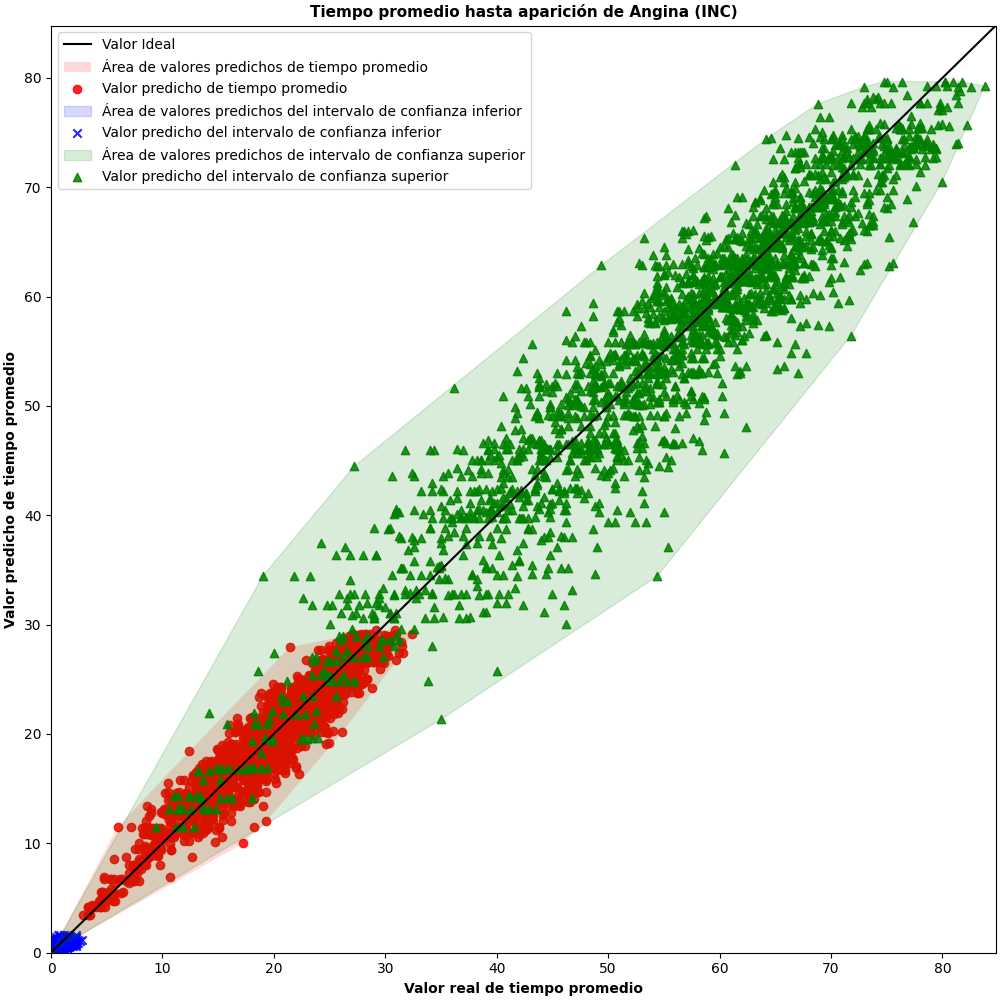 Tiempo promedio hasta aparición de Angina (INC)
Valor Ideal
Área de valores predichos de tiempo promedio
Valor predicho de tiempo promedio
Área de valores predichos del intervalo de confianza inferior
Valor predicho del intervalo de confianza inferior
Área de valores predichos de intervalo de confianza superior
Valor predicho del intervalo de confianza superior
Valor predicho de tiempo promedio
80
70
60
50
40
30
20
10
0
0 10 20 30 40 50 60 70 80
Valor real de tiempo promedio